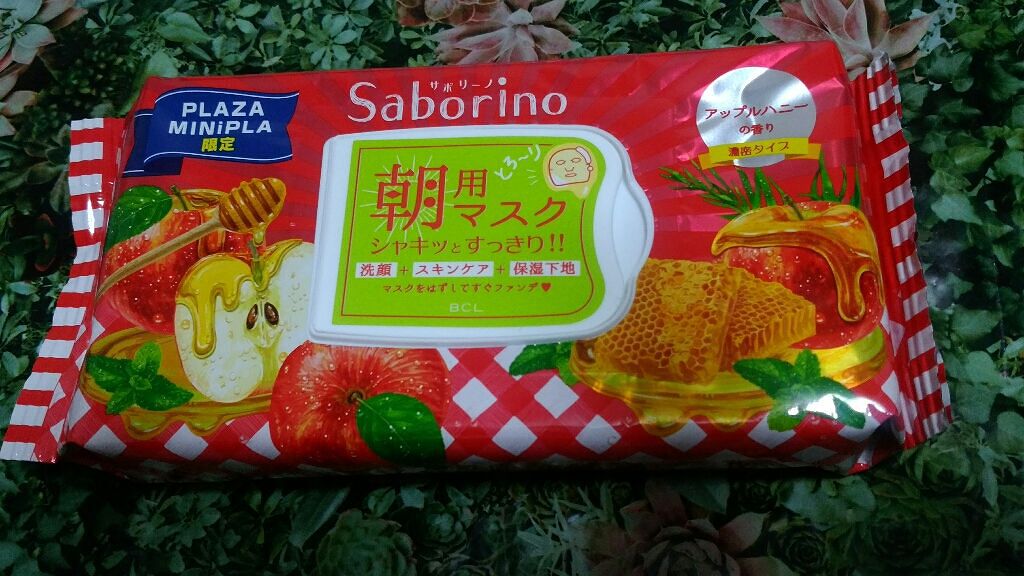 PLAZA
MiNiPLA
限定
サボリーノ
Saborino
アップルハニー
の香り
濃密タイプ
とろ〜り
朝用
マスク
シャキッとすっきり!!
洗顔+スキンケア+保湿下地
マスクをはずしてすぐファンデ♥
BCL